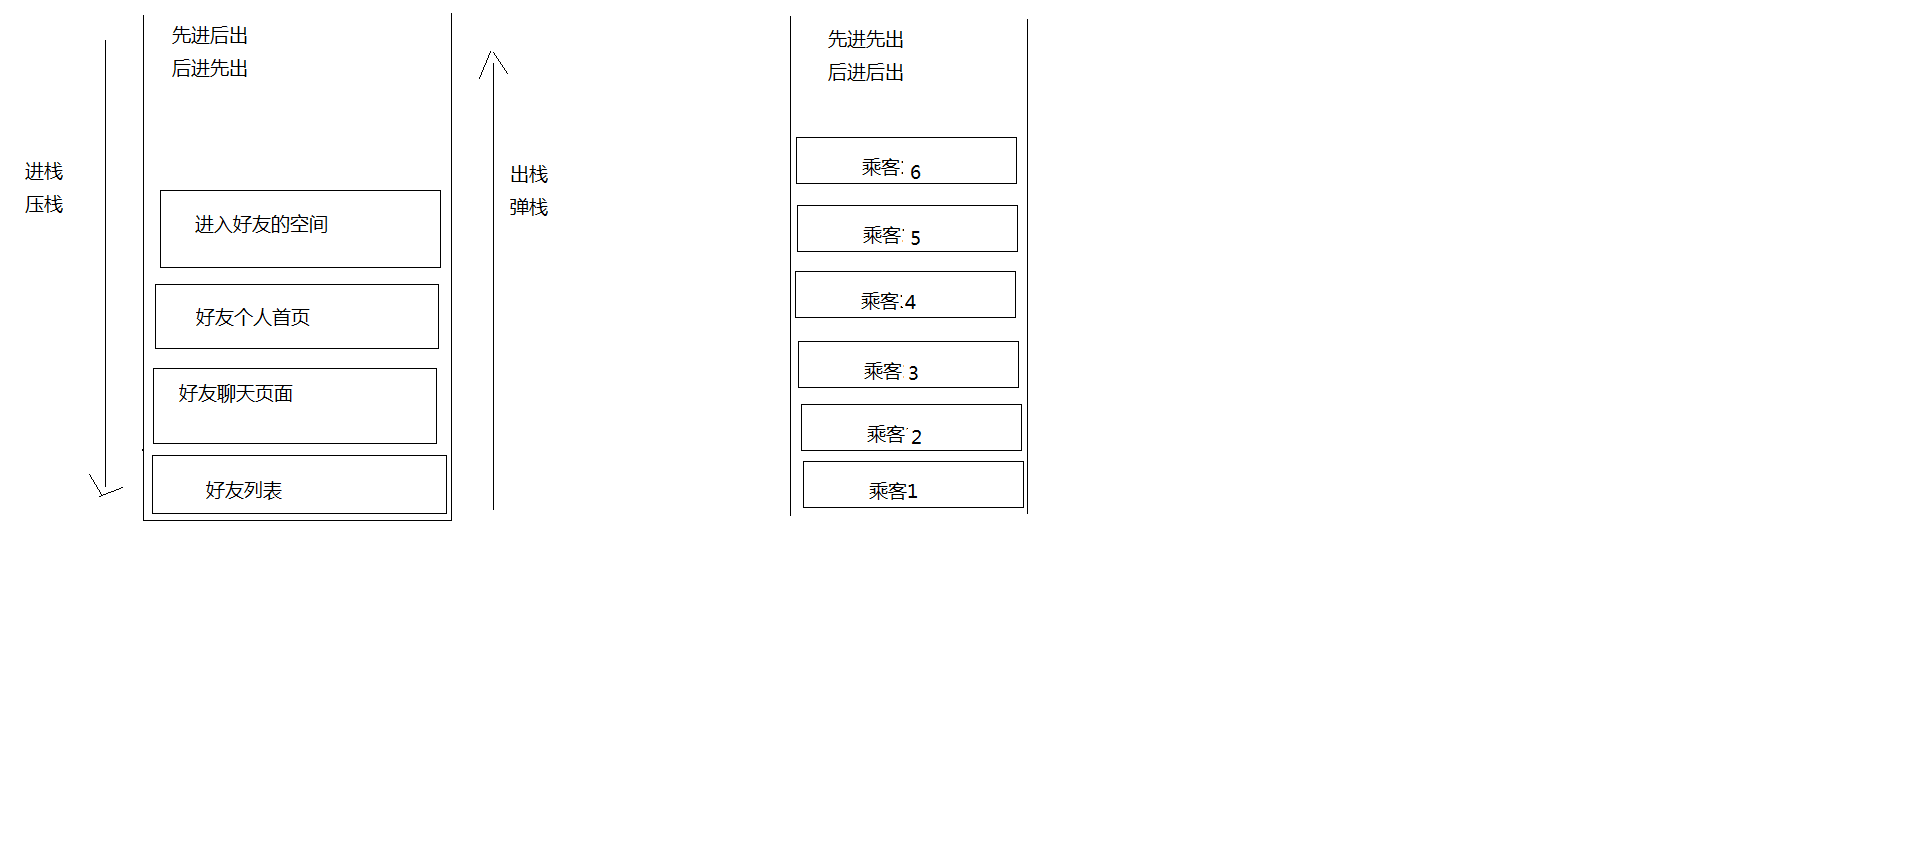 先进后出
后进先出
进栈
压栈
出栈
弹栈
进入好友的空间
好友个人首页
好友聊天页面
好友列表
先进先出
后进后出
乘客: 6
乘客: 5
乘客:4
乘客 3
乘客 2
乘客1